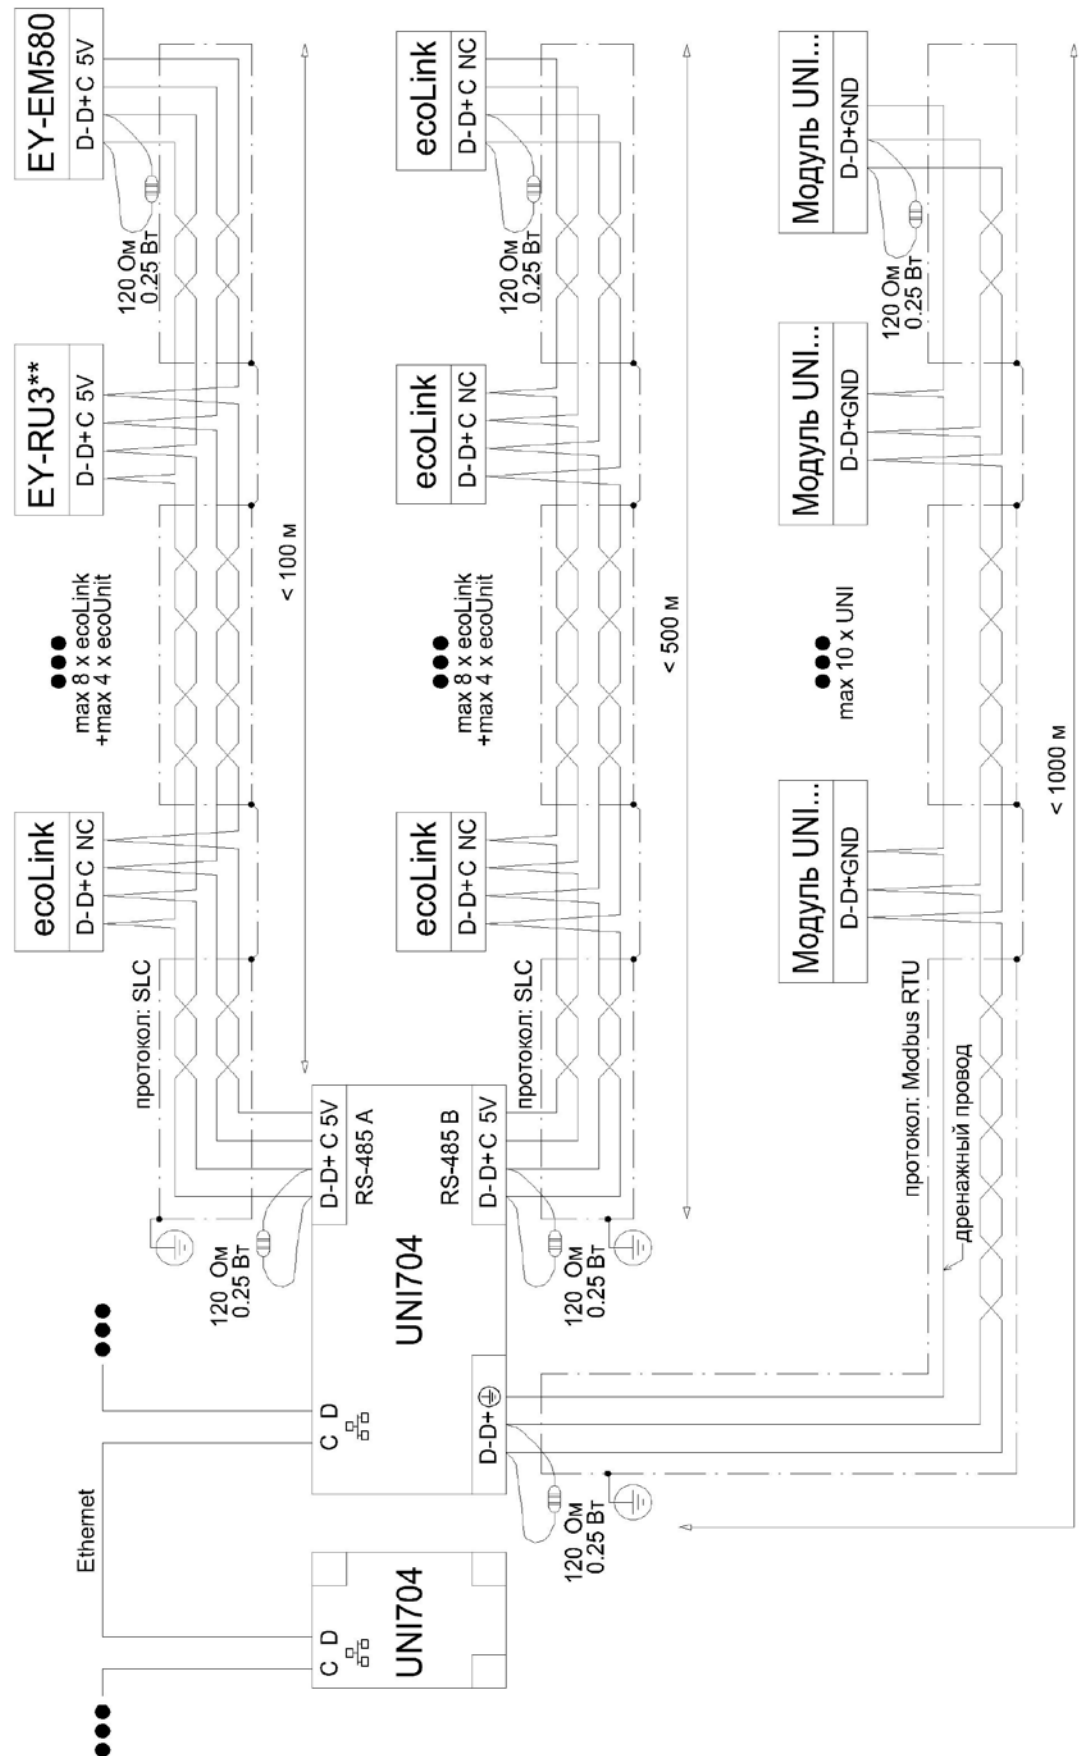 EY-EM580
D- D+ C 5V
120 Ом
0.25 Вт
EY-RU3**
D- D+ C 5V
max 8 x ecoLink
+max 4 x ecoUnit
ecoLink
D- D+ C NC
протокол: SLC
< 100 м
ecoLink
D- D+ C NC
120 Ом
0.25 Вт
ecoLink
D- D+ C NC
max 8 x ecoLink
+max 4 x ecoUnit
ecoLink
D- D+ C NC
протокол: SLC
< 500 м
Модуль UNI...
D- D+ GND
120 Ом
0.25 Вт
Модуль UNI...
D- D+ GND
max 10 x UNI
Модуль UNI...
D- D+ GND
протокол: Modbus RTU
дренажный провод
< 1000 м
D- D+ C 5V
RS-485 A
RS-485 B
D- D+ C 5V
120 Ом
0.25 Вт
120 Ом
0.25 Вт
UNI704
C D
D- D+
120 Ом
0.25 Вт
Ethernet
UNI704
C D